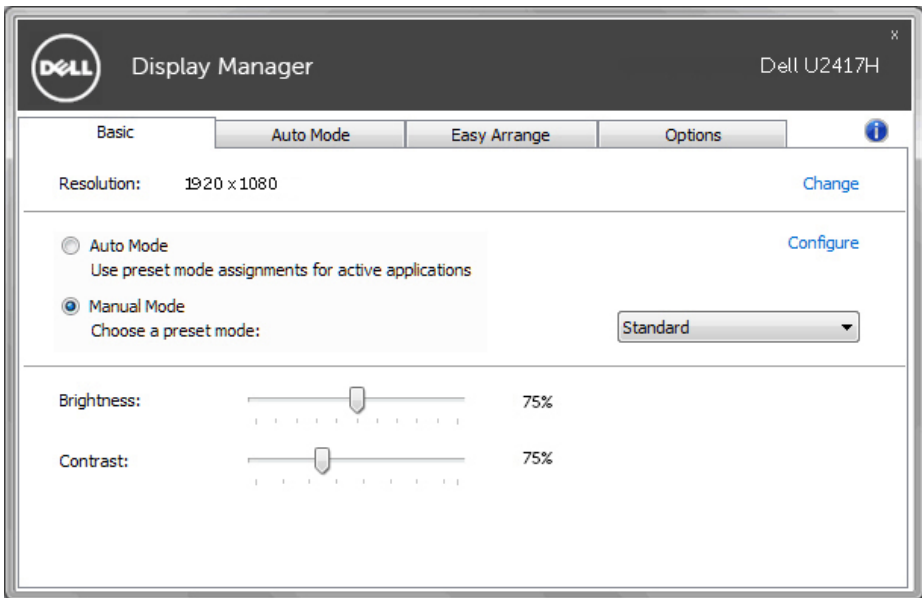 x
DELL Display Manager Dell U2417H
Basic Auto Mode Easy Arrange Options i
Resolution: 1920 x 1080 Change
Auto Mode Configure
Use preset mode assignments for active applications
Manual Mode
Choose a preset mode: Standard
Brightness: 75%
Contrast: 75%